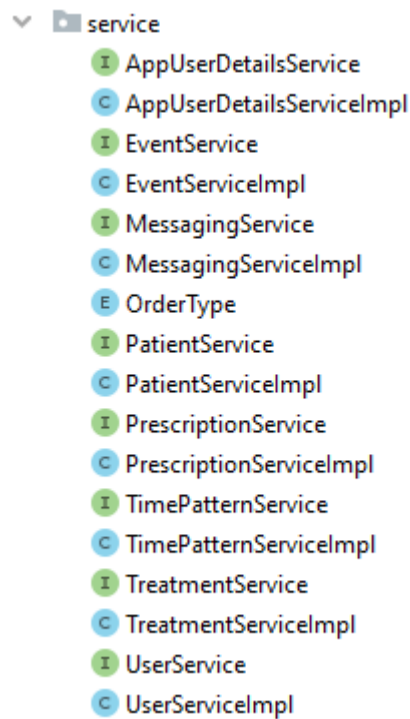 service
I AppUserDetailsService
C AppUserDetailsServiceImpl
I EventService
C EventServiceImpl
I MessagingService
C MessagingServiceImpl
E OrderType
I PatientService
C PatientServiceImpl
I PrescriptionService
C PrescriptionServiceImpl
I TimePatternService
C TimePatternServiceImpl
I TreatmentService
C TreatmentServiceImpl
I UserService
C UserServiceImpl